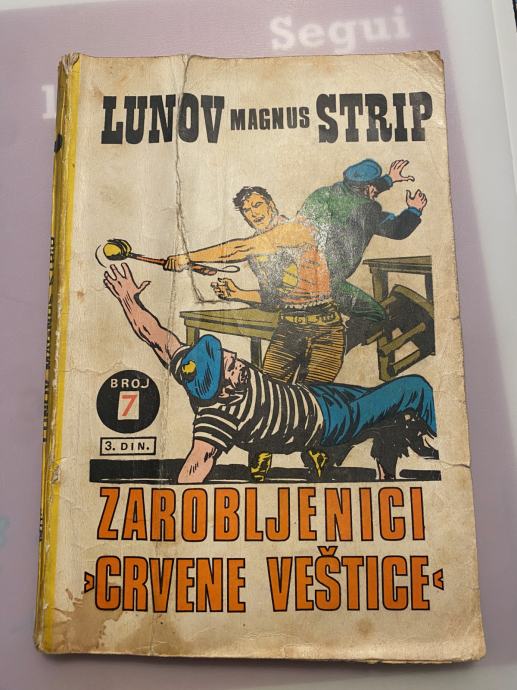 Segui
LUNOV MAGNUS STRIP
BROJ
7
3. DIN.
ZAROBLJENICI
›CRVENE VEŠTICE‹